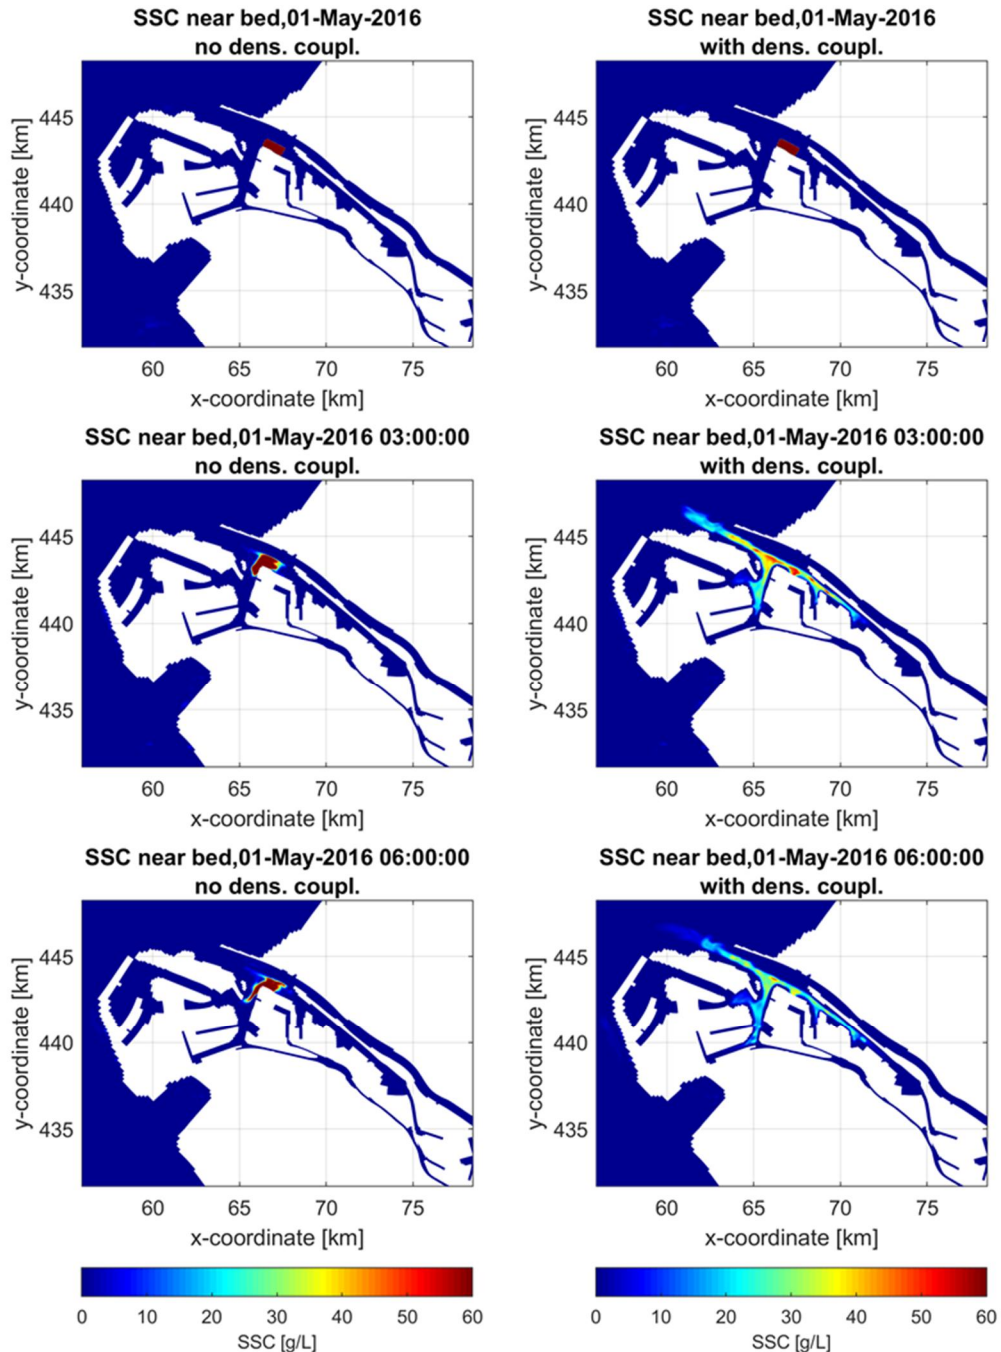 SSC near bed,01-May-2016
no dens. coupl.
445
440
435
y-coordinate [km]
60 65 70 75
x-coordinate [km]
SSC near bed,01-May-2016
with dens. coupl.
445
440
435
y-coordinate [km]
60 65 70 75
x-coordinate [km]
SSC near bed,01-May-2016 03:00:00
no dens. coupl.
445
440
435
y-coordinate [km]
60 65 70 75
x-coordinate [km]
SSC near bed,01-May-2016 03:00:00
with dens. coupl.
445
440
435
y-coordinate [km]
60 65 70 75
x-coordinate [km]
SSC near bed,01-May-2016 06:00:00
no dens. coupl.
445
440
435
y-coordinate [km]
60 65 70 75
x-coordinate [km]
SSC near bed,01-May-2016 06:00:00
with dens. coupl.
445
440
435
y-coordinate [km]
60 65 70 75
x-coordinate [km]
0 10 20 30 40 50 60
SSC [g/L]
0 10 20 30 40 50 60
SSC [g/L]